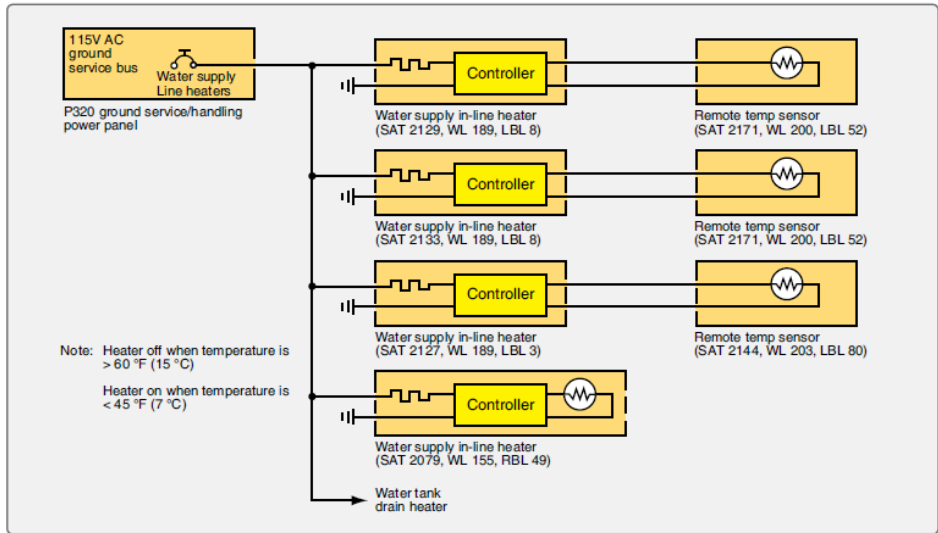 115V AC
ground
service bus
Water supply
Line heaters
P320 ground service/handling
power panel
Controller
Water supply in-line heater
(SAT 2129, WL 189, LBL 8)
Remote temp sensor
(SAT 2171, WL 200, LBL 52)
Controller
Water supply in-line heater
(SAT 2133, WL 189, LBL 8)
Remote temp sensor
(SAT 2171, WL 200, LBL 52)
Controller
Water supply in-line heater
(SAT 2127, WL 189, LBL 3)
Remote temp sensor
(SAT 2144, WL 203, LBL 80)
Note: Heater off when temperature is
> 60 °F (15 °C)
Heater on when temperature is
< 45 °F (7 °C)
Controller
Water supply in-line heater
(SAT 2079, WL 155, RBL 49)
Water tank
drain heater